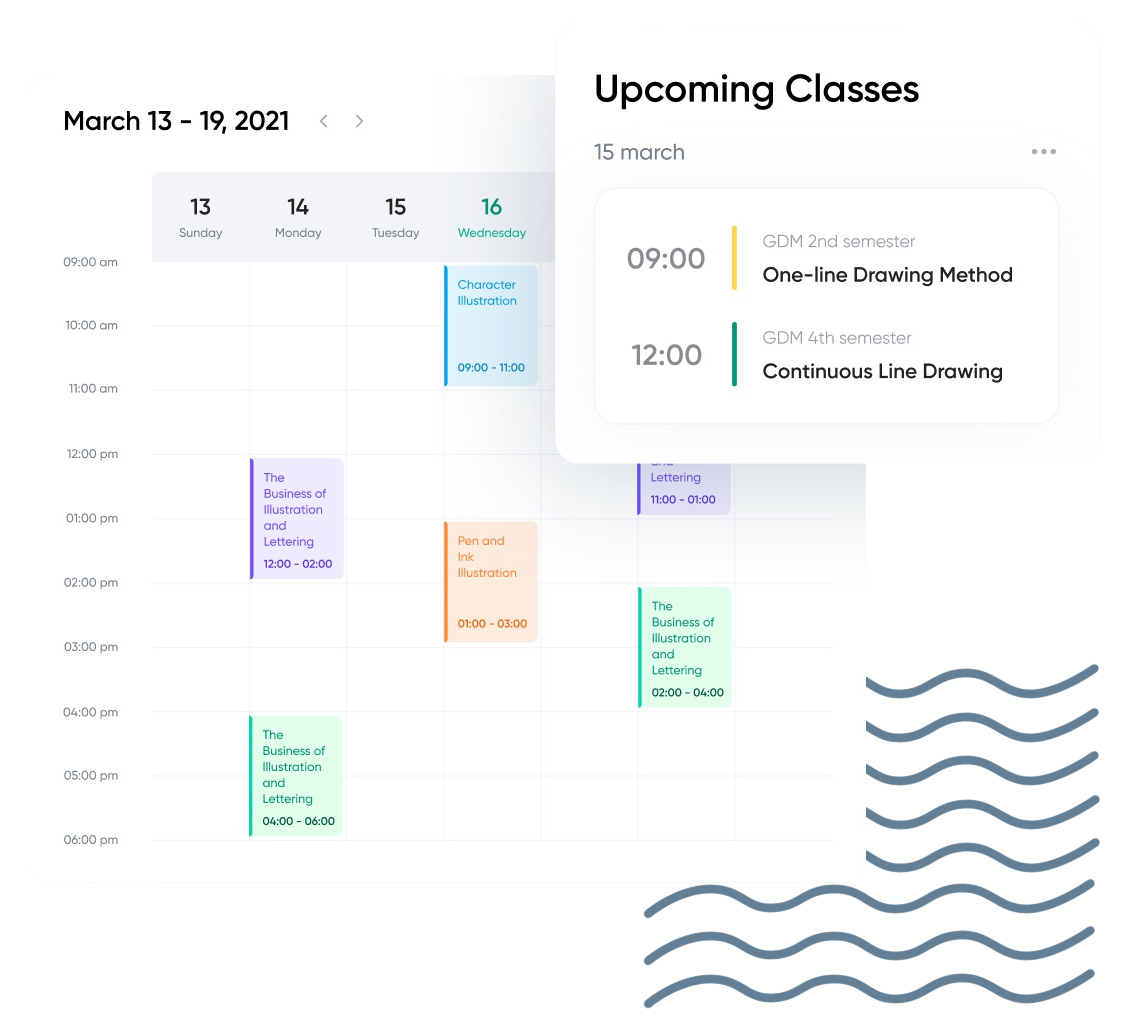 March 13 - 19, 2021
13
Sunday
14
Monday
15
Tuesday
16
Wednesday
09:00 am
10:00 am
11:00 am
12:00 pm
01:00 pm
02:00 pm
03:00 pm
04:00 pm
05:00 pm
06:00 pm
The
Business of
Illustration
and
Lettering
12:00 - 02:00
The
Business of
Illustration
and
Lettering
04:00 - 06:00
Character
Illustration
09:00 - 11:00
Pen and
Ink
Illustration
01:00 - 03:00
and
Lettering
11:00 - 01:00
The
Business of
Illustration
and
Lettering
02:00 - 04:00
Upcoming Classes
15 march
09:00
GDM 2nd semester
One-line Drawing Method
12:00
GDM 4th semester
Continuous Line Drawing